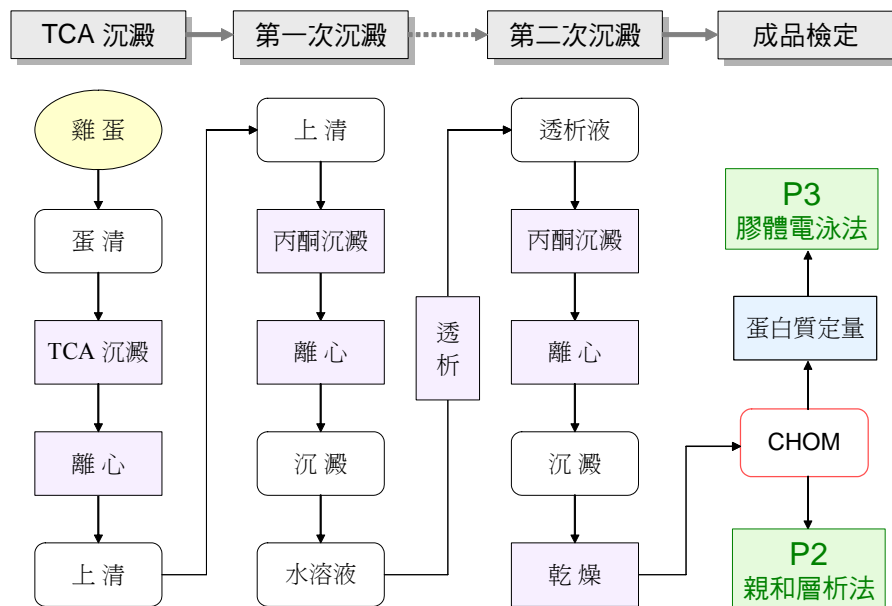 TCA 沉澱
第一次沉澱
第二次沉澱
成品檢定
雞 蛋
蛋 清
TCA 沉澱
離 心
上 清
上 清
丙酮沉澱
離 心
沉 澱
水溶液
透
析
透析液
丙酮沉澱
離 心
沉 澱
乾 燥
P3
膠體電泳法
蛋白質定量
CHOM
P2
親和層析法